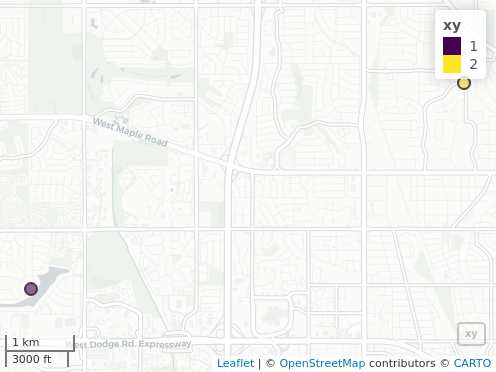 xy
1
2
West Maple Road
xy
1 km
3000 ft
West Dodge Rd. Expressway
Leaflet | © OpenStreetMap contributors © CARTO